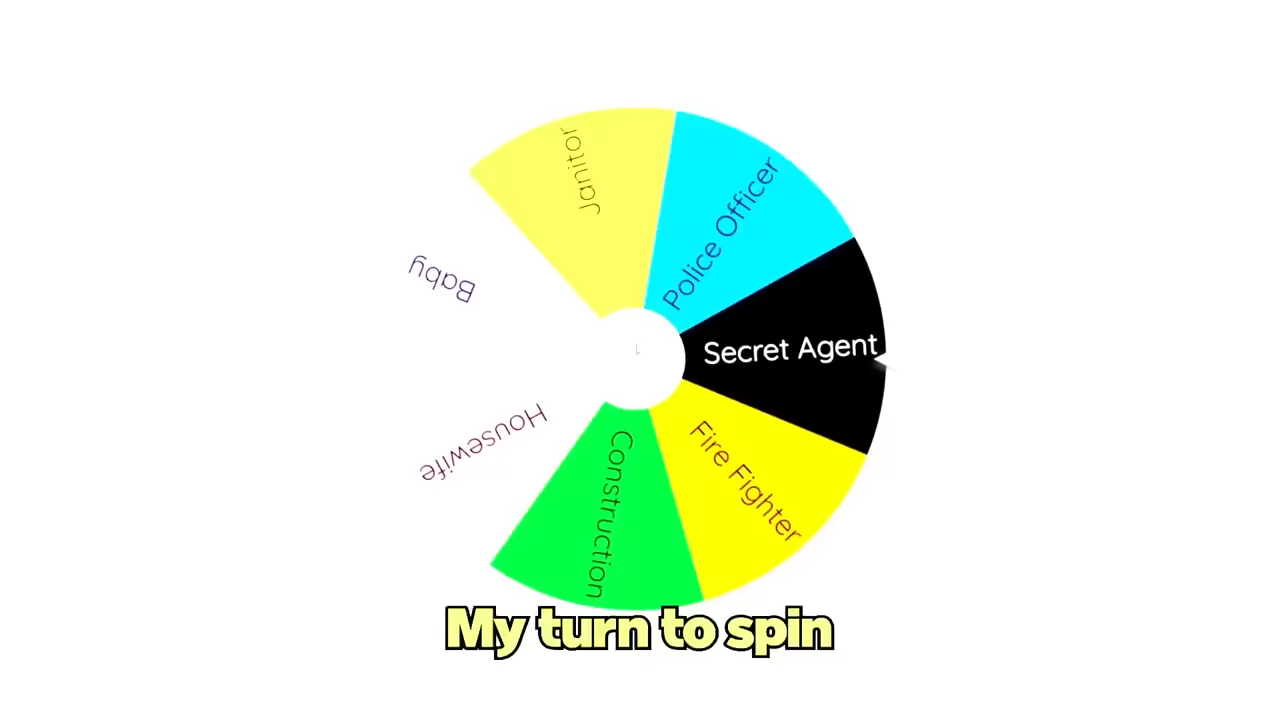 Janitor
Police Officer
Baby
Secret Agent
Housewife
Construction
Fire Fighter
My turn to spin